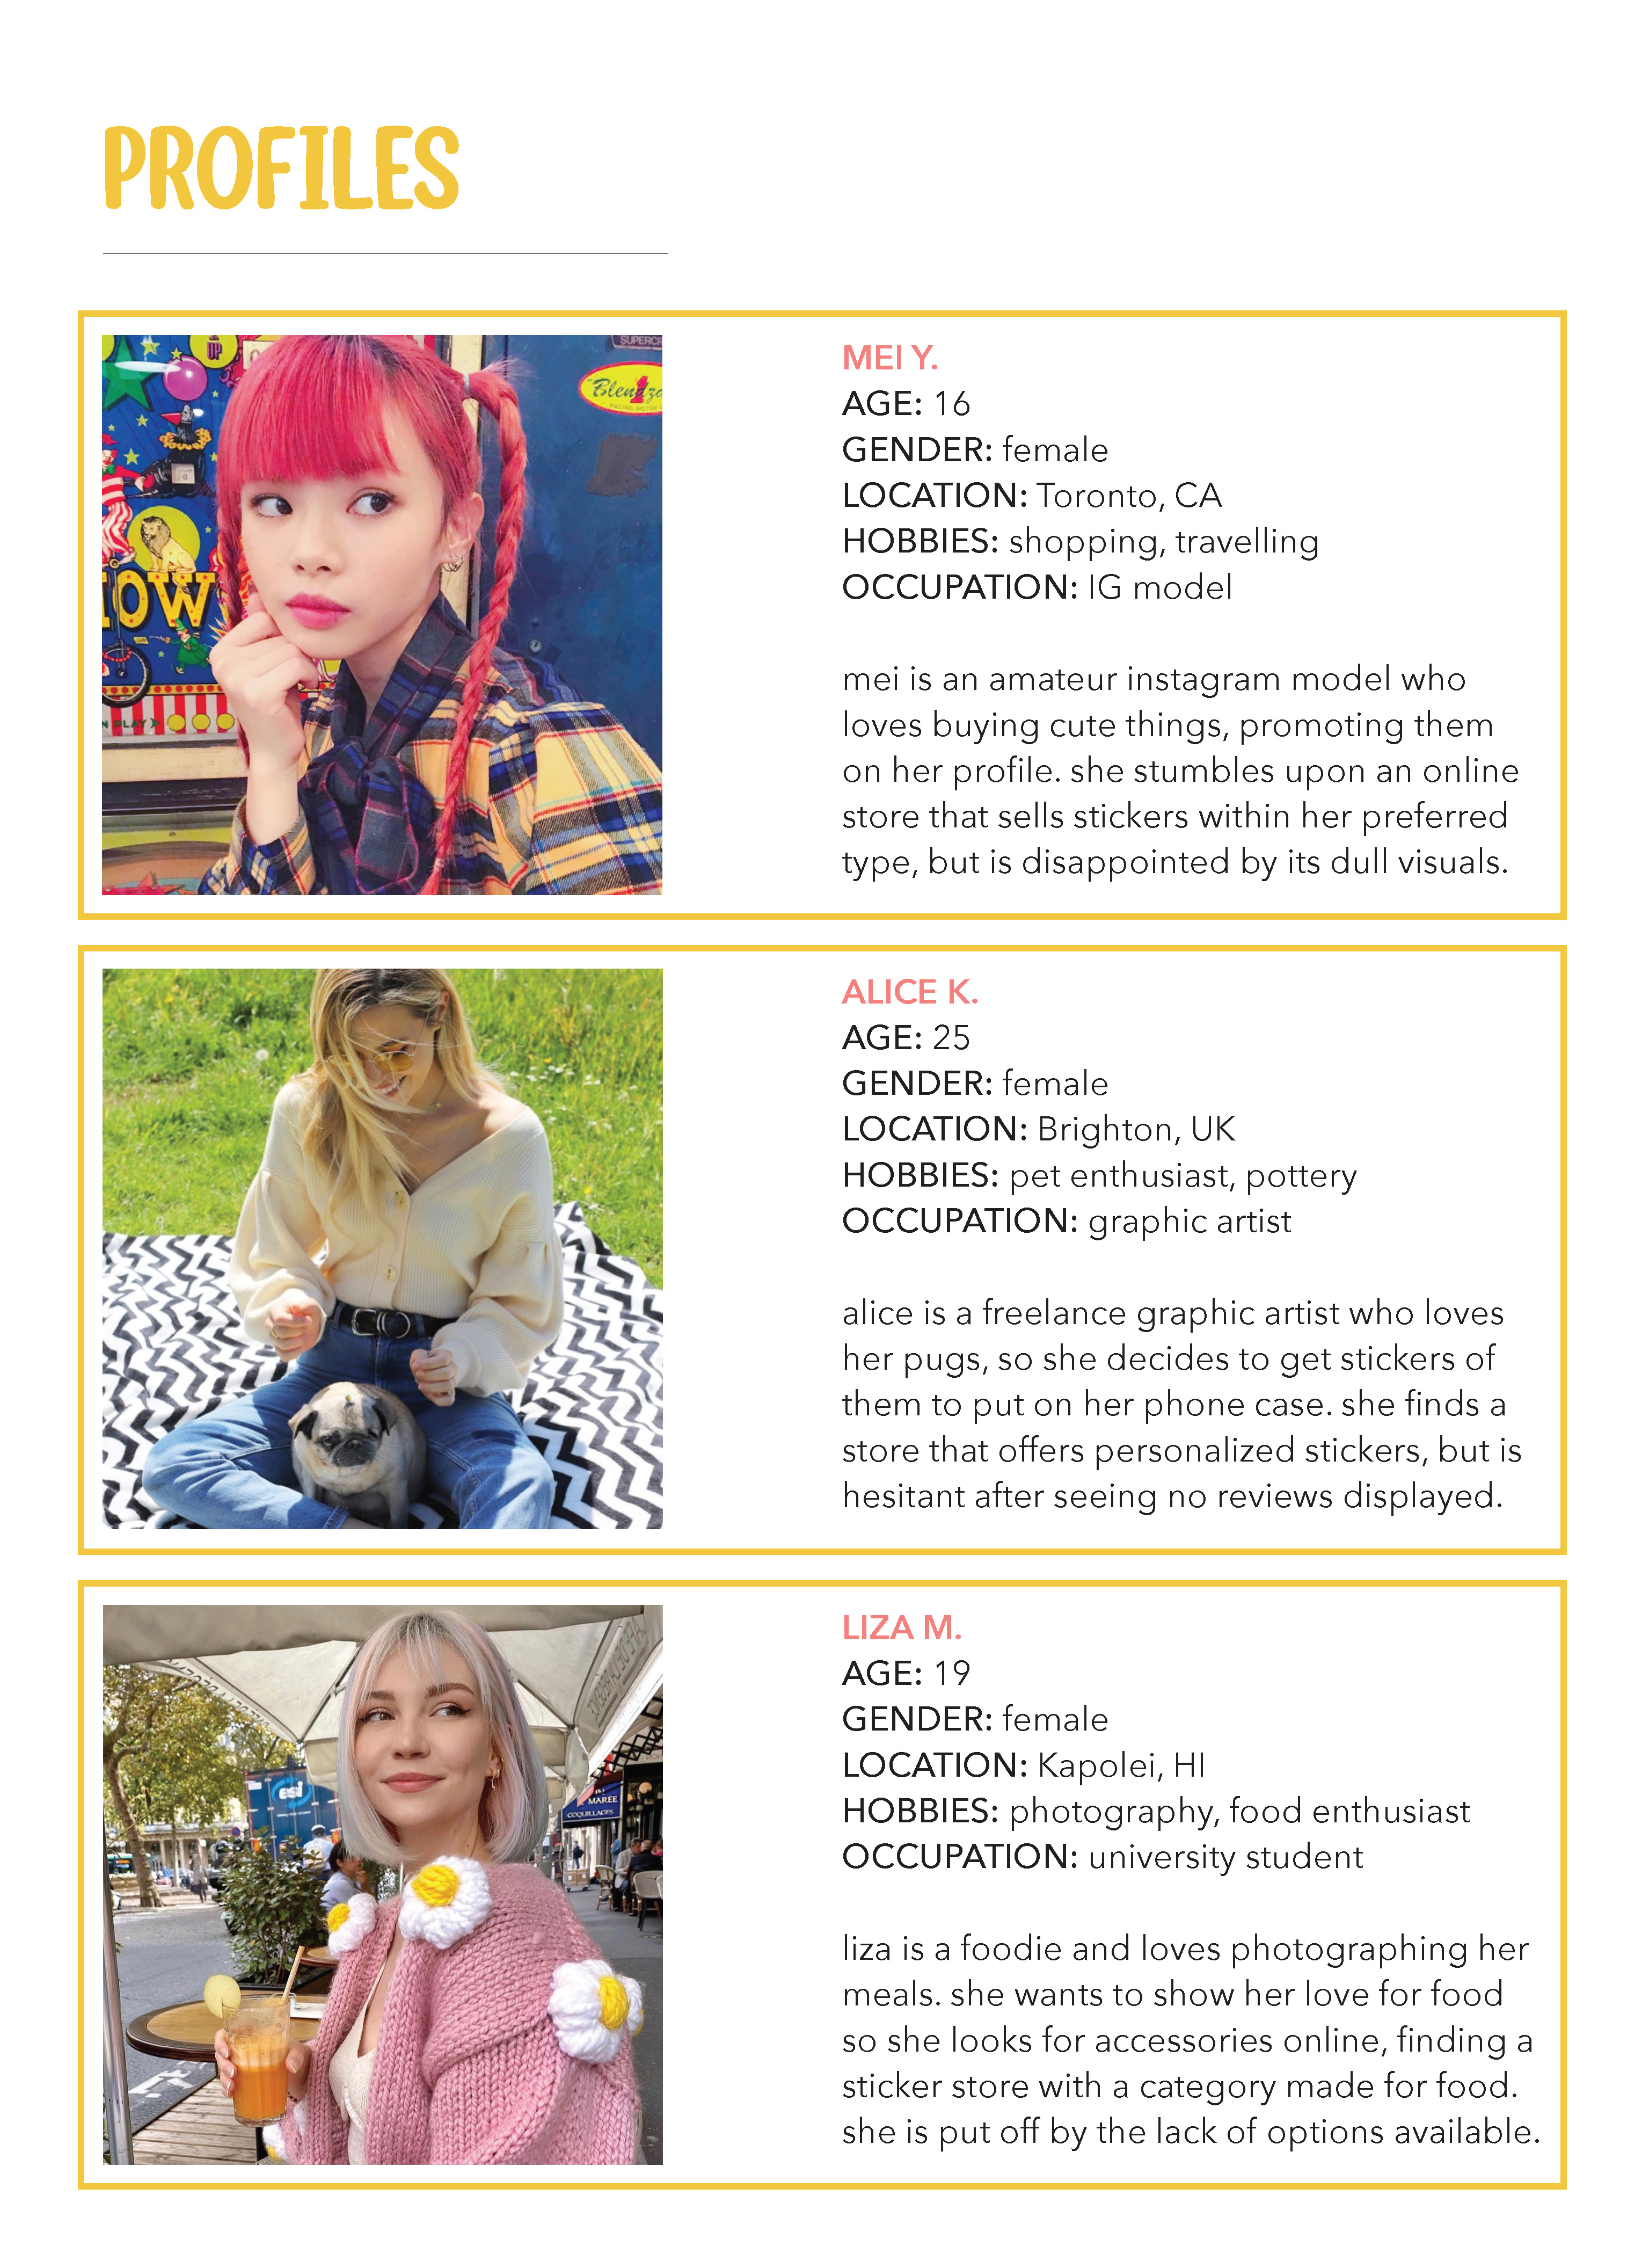 PROFILES
MEI Y.
AGE: 16
GENDER: female
LOCATION: Toronto, CA
HOBBIES: shopping, travelling
OCCUPATION: IG model
mei is an amateur instagram model who
loves buying cute things, promoting them
on her profile. she stumbles upon an online
store that sells stickers within her preferred
type, but is disappointed by its dull visuals.
UP
SUPERCR
Blendz
OW
N PLAY
ALICE K.
AGE: 25
GENDER: female
LOCATION: Brighton, UK
HOBBIES: pet enthusiast, pottery
OCCUPATION: graphic artist
alice is a freelance graphic artist who loves
her pugs, so she decides to get stickers of
them to put on her phone case. she finds a
store that offers personalized stickers, but is
hesitant after seeing no reviews displayed.
LIZA M.
AGE: 19
GENDER: female
LOCATION: Kapolei, HI
HOBBIES: photography, food enthusiast
OCCUPATION: university student
liza is a foodie and loves photographing her
meals. she wants to show her love for food
so she looks for accessories online, finding a
sticker store with a category made for food.
she is put off by the lack of options available.
esi
MARÉE
COQUILLAGES